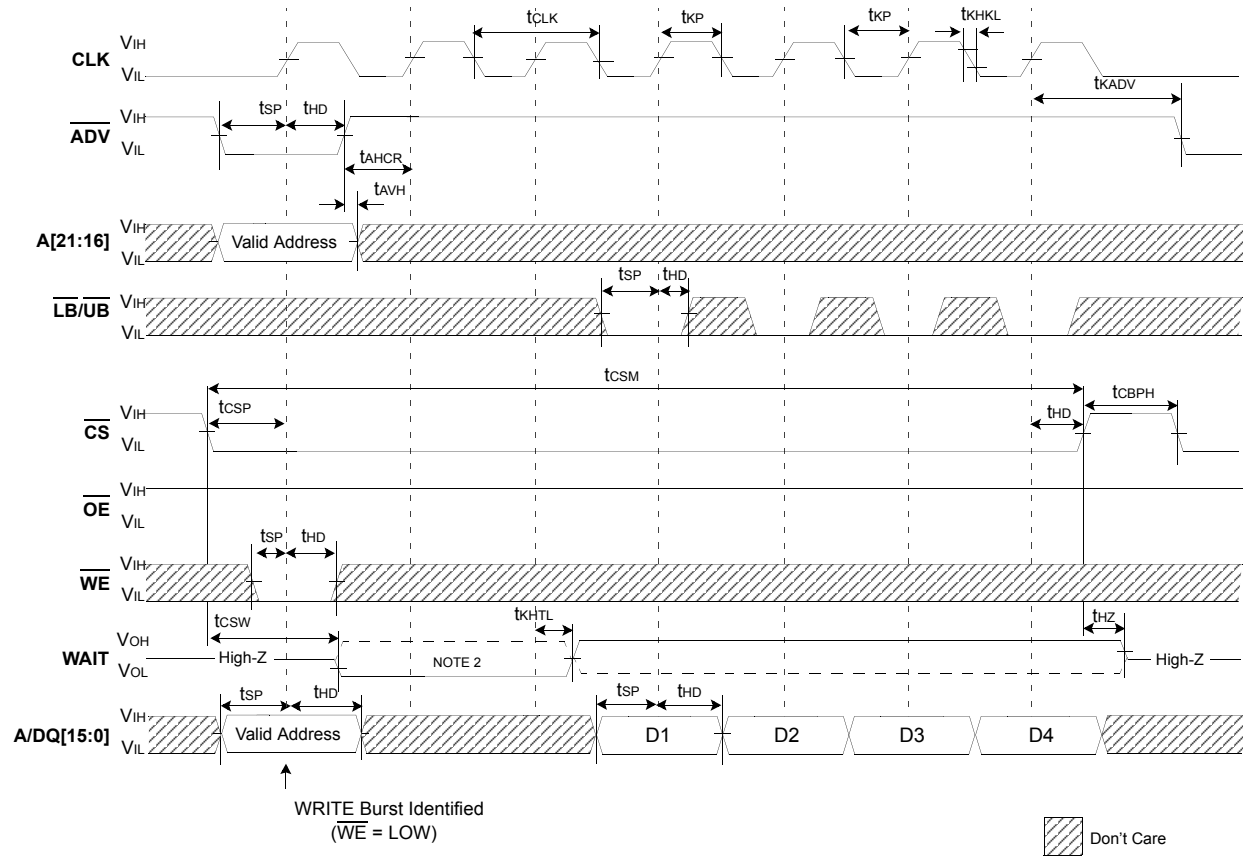 tCLK tKP tKP tKHKL
CLK VIH
VIL
tKADV
ADV VIH
VIL
tSP tHD
tAHCR
tAVH
A[21:16] VIH
VIL
Valid Address
tSP tHD
LB/UB VIH
VIL
tCSM
tCSP tHD tCBPH
CS VIH
VIL
OE VIH
VIL
tSP tHD
WE VIH
VIL
tCSW tKHTL tHZ
WAIT VOH
VOL
High-Z NOTE 2 High-Z
tSP tHD tSP tHD
A/DQ[15:0] VIH
VIL
Valid Address D1 D2 D3 D4
WRITE Burst Identified
(WE = LOW)
Don't Care